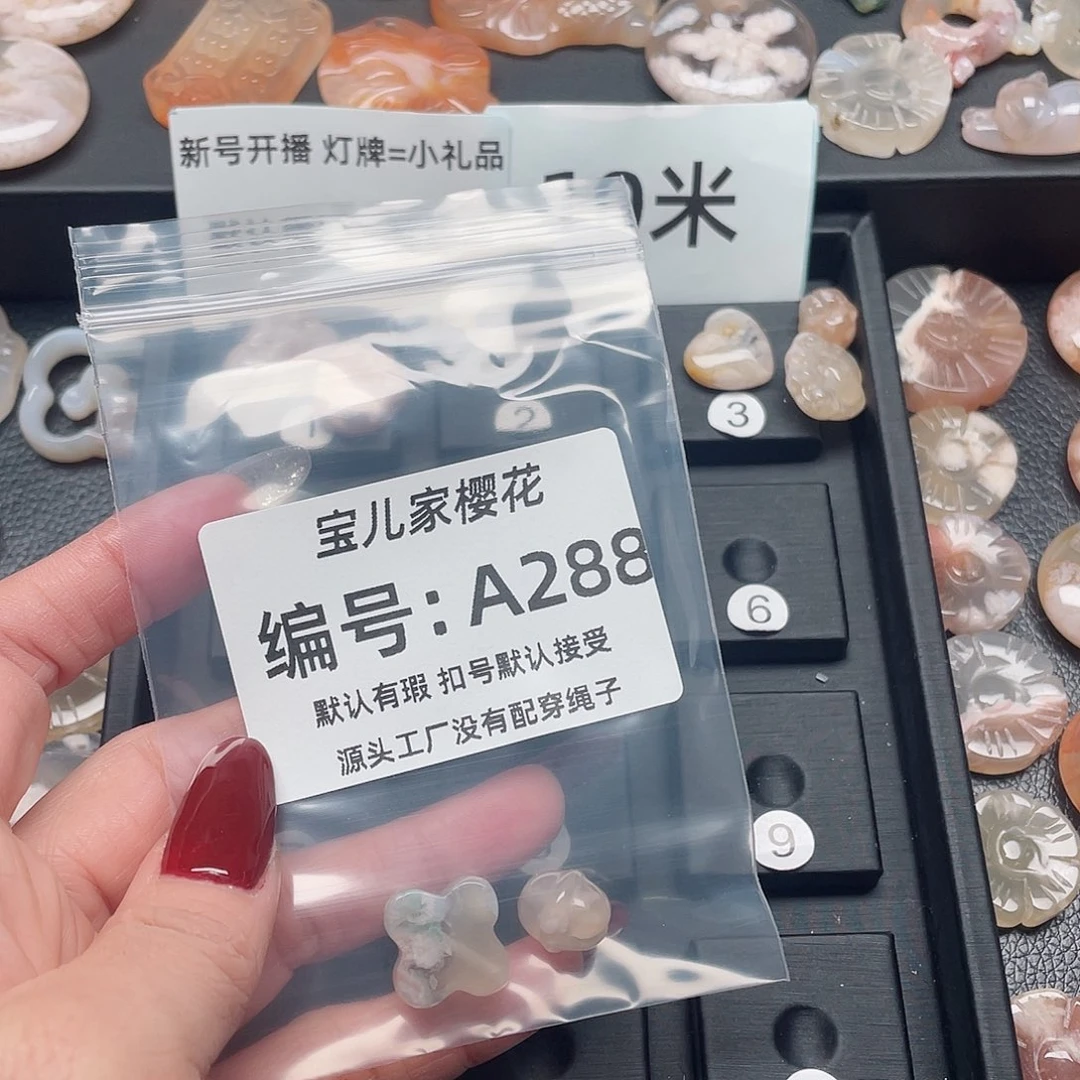 新号开播 灯牌=小礼品
米
2
3
宝儿家樱花
编号:A288
默认有瑕 扣号默认接受
源头工厂没有配穿绳子
6
9